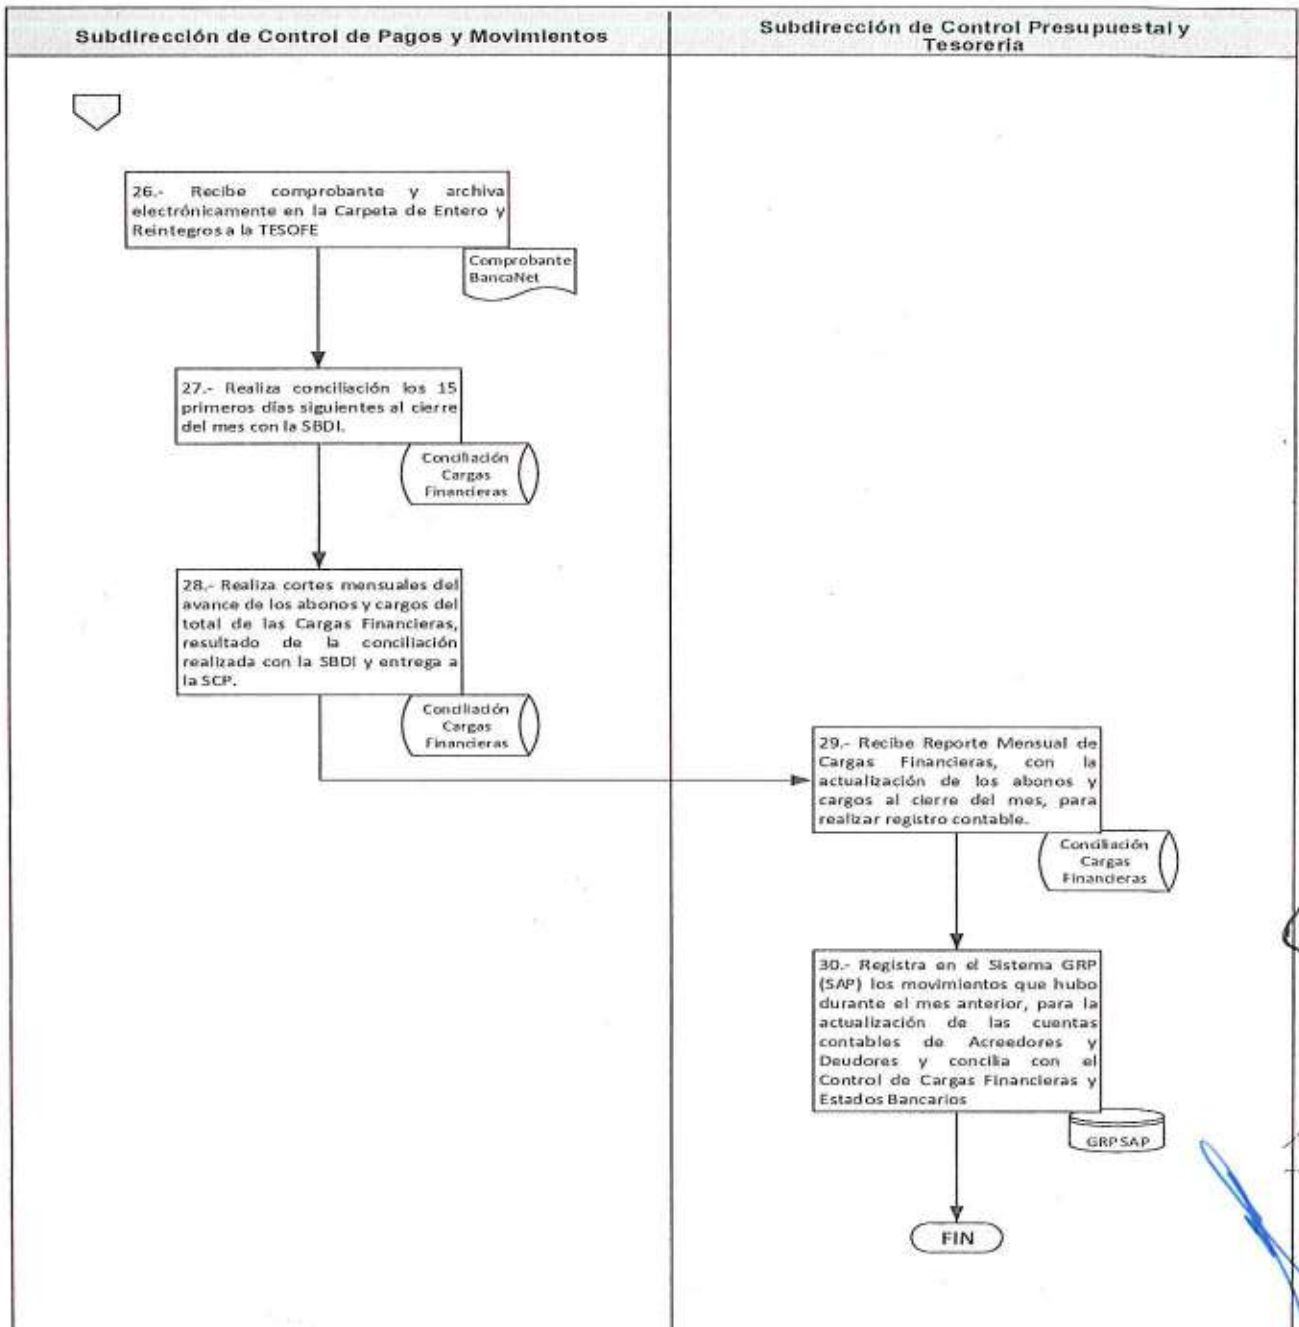 Subdirección de Control de Pagos y Movimientos
Subdirección de Control Presupuestal y
Tesoreria
26.- Recibe comprobante y archiva
electrónicamente en la Carpeta de Entero y
Reintegros a la TESOFE
Comprobante
BancaNet
27.- Realiza conciliación los 15
primeros días siguientes al cierre
del mes con la SBDI.
Conciliación
Cargas
Financieras
28.- Realiza cortes mensuales del
avance de los abonos y cargos del
total de las Cargas Financieras,
resultado de la conciliación
realizada con la SBDI y entrega a
la SCP.
Conciliación
Cargas
Financieras
29.- Recibe Reporte Mensual de
Cargas Financieras, con la
actualización de los abonos y
cargos al cierre del mes, para
realizar registro contable.
Conciliación
Cargas
Financieras
30.- Registra en el Sistema GRP
(SAP) los movimientos que hubo
durante el mes anterior, para la
actualización de las cuentas
contables de Acreedores y
Deudores y concilia con el
Control de Cargas Financieras y
Estados Bancarios
GRP SAP
FIN